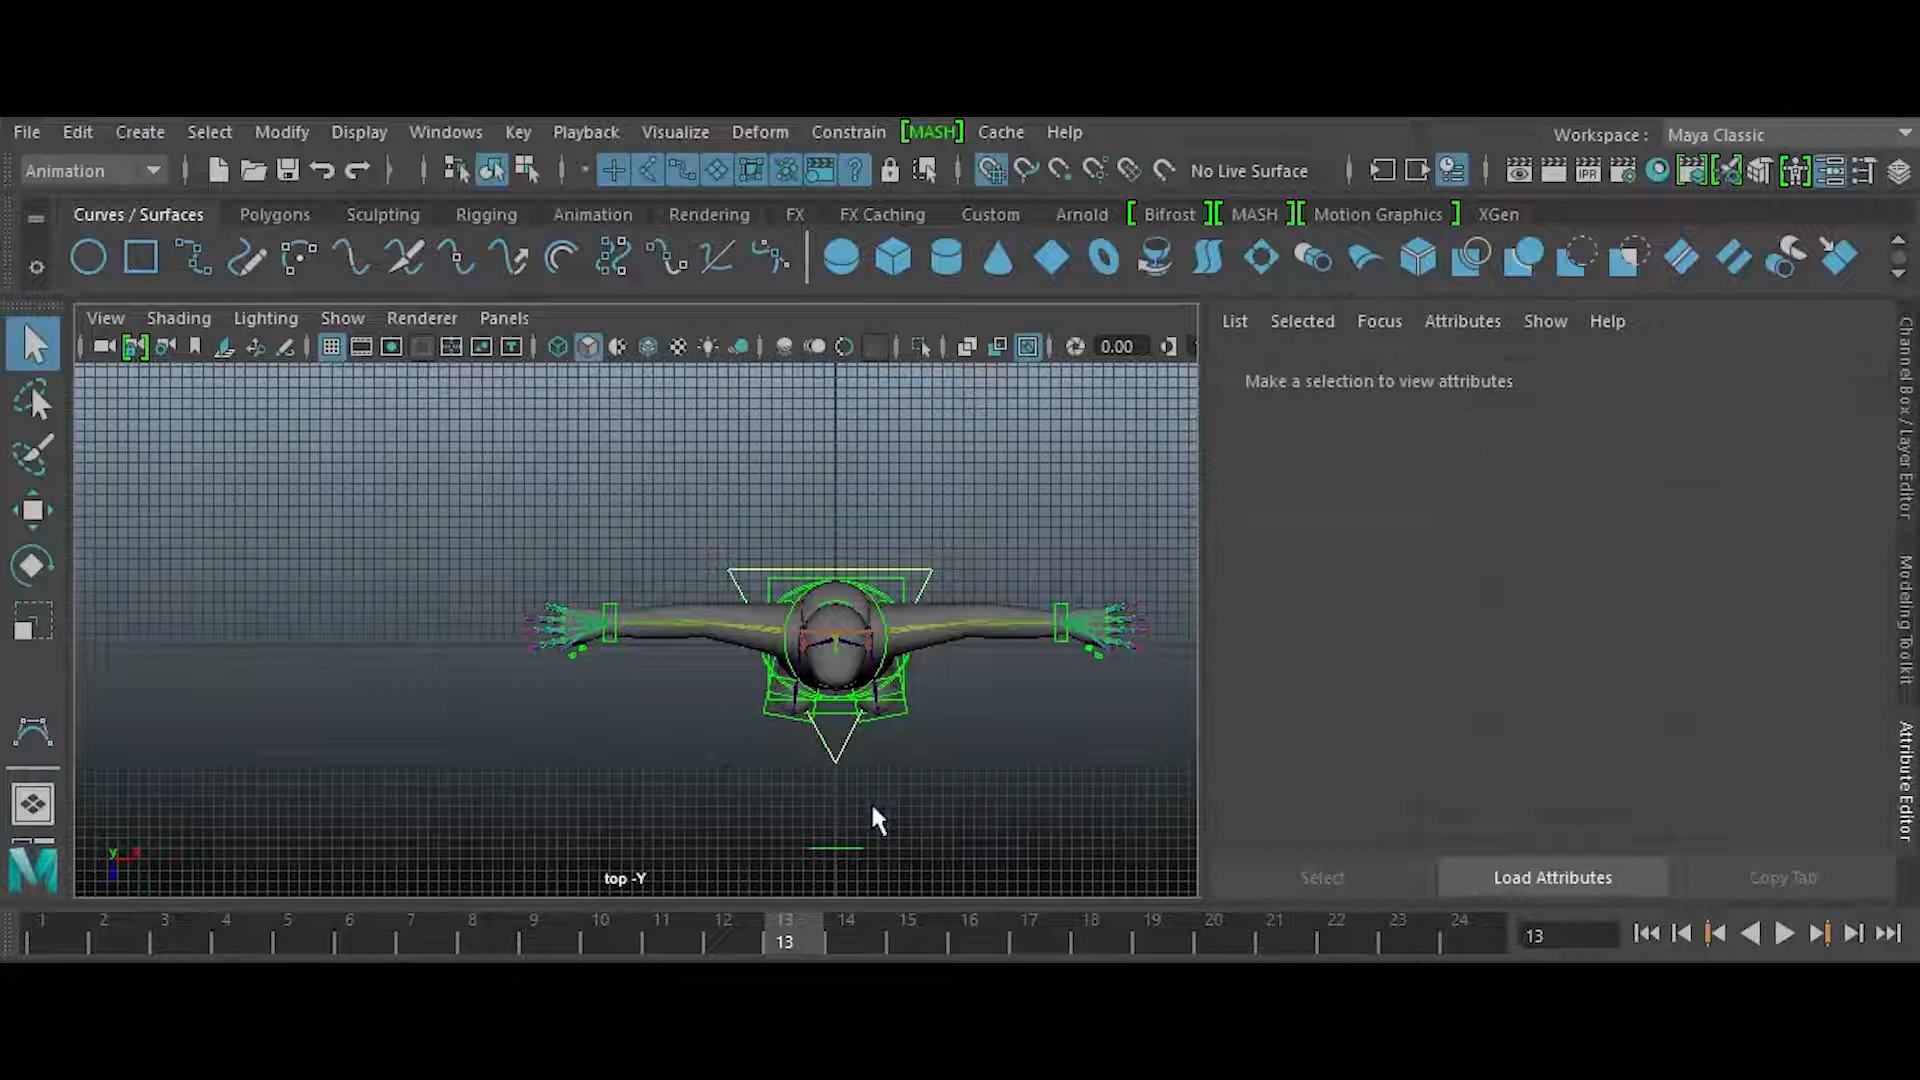 File Edit Create Select Modify Display Windows Key Playback Visualize Deform Constrain [MASH] Cache Help Workspace : Maya Classic
Animation No Live Surface IPR
Curves / Surfaces Polygons Sculpting Rigging Animation Rendering FX FX Caching Custom Arnold [ Bifrost ][ MASH ][ Motion Graphics ] XGen
View Shading Lighting Show Renderer Panels
0.00
List Selected Focus Attributes Show Help
Make a selection to view attributes
Channel Box / Layer Editor
Modeling Toolkit
Attribute Editor
y x
top -Y
Select Load Attributes Copy Tab
1 2 3 4 5 6 7 8 9 10 11 12 13 14 15 16 17 18 19 20 21 22 23 24
13 13